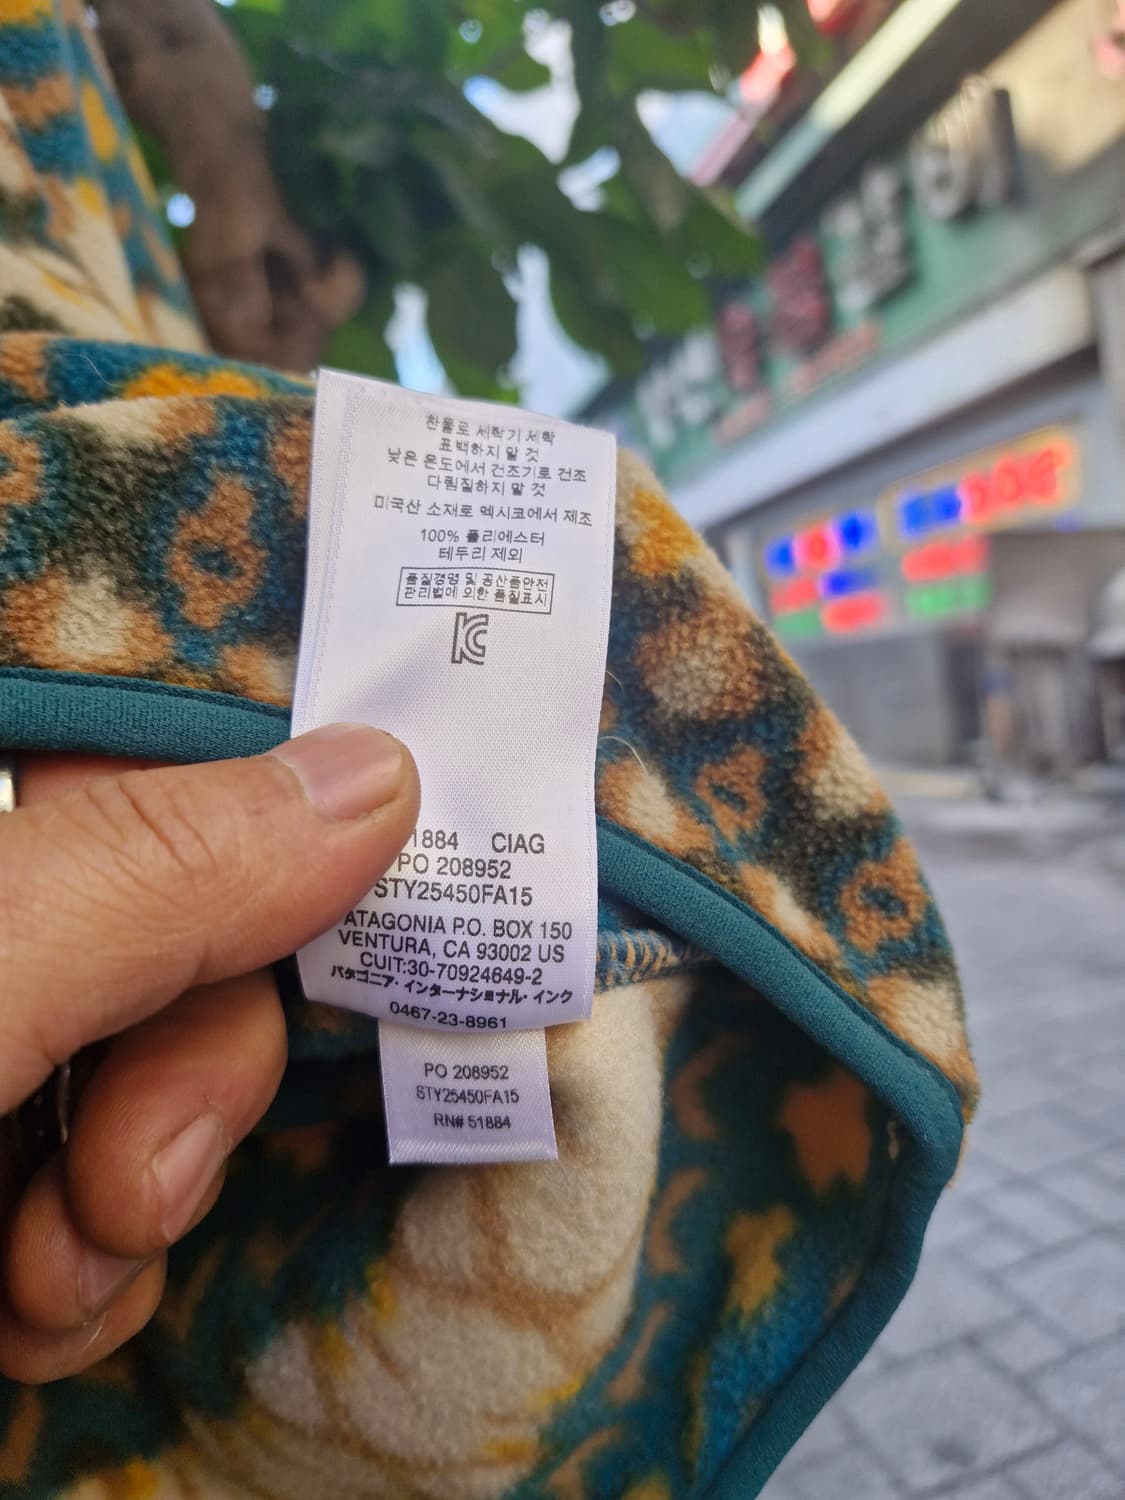 찬물로 세탁기 세탁
표백하지 말 것
낮은 온도에서 건조기로 건조
다림질하지 말 것
미국산 소재로 멕시코에서 제조
100% 폴리에스터
테두리 제외
품질경영 및 공산품안전
관리법에 의한 품질표시
KC
1884 CIAG
PO 208952
STY25450FA15
ATAGONIA P.O. BOX 150
VENTURA, CA 93002 US
CUIT:30-70924649-2
パタゴニア・インターナショナル・インク
0467-23-8961
PO 208952
STY25450FA15
RN# 51884